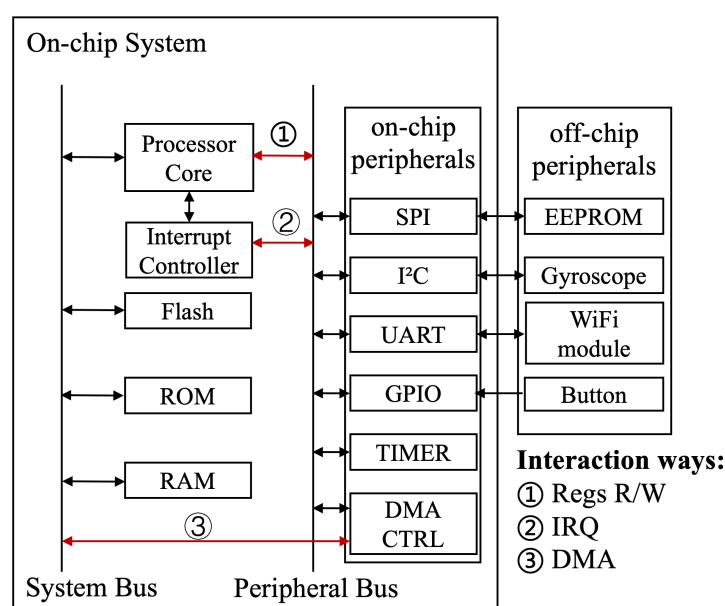 On-chip System
Processor
Core
①
Interrupt
Controller
②
Flash
ROM
RAM
③
System Bus
Peripheral Bus
on-chip
peripherals
SPI
I²C
UART
GPIO
TIMER
DMA
CTRL
off-chip
peripherals
EEPROM
Gyroscope
WiFi
module
Button
Interaction ways:
① Regs R/W
② IRQ
③ DMA